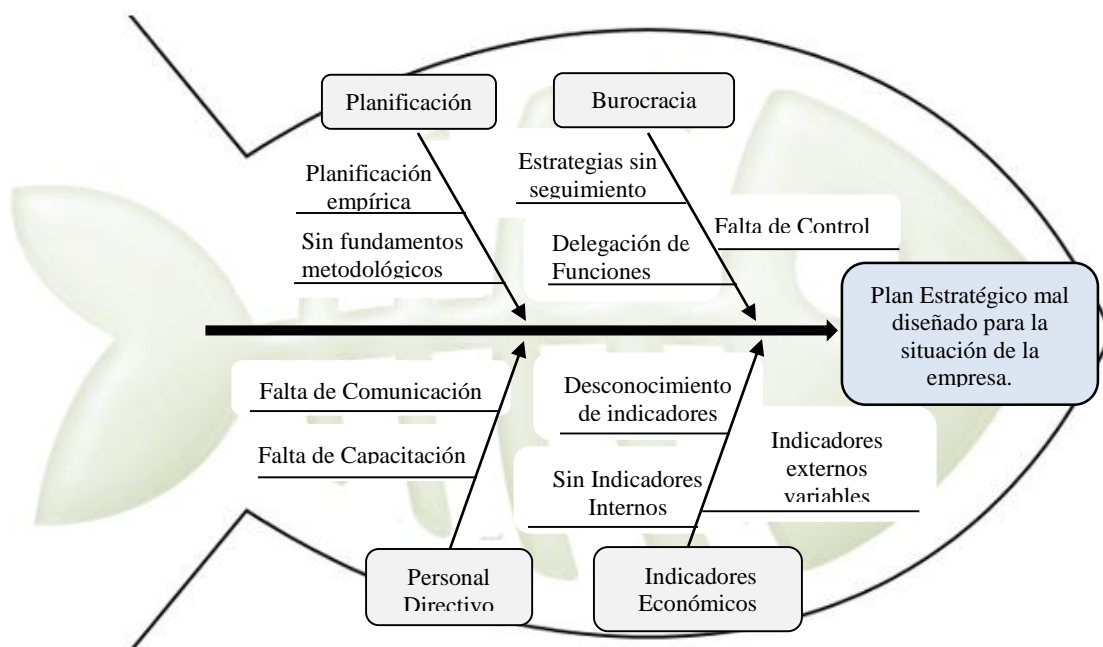 Planificación
Burocracia
Planificación
empírica
Sin fundamentos
metodológicos
Estrategias sin
seguimiento
Delegación de
Funciones
Falta de Control
Plan Estratégico mal
diseñado para la
situación de la
empresa.
Falta de Comunicación
Falta de Capacitación
Desconocimiento
de indicadores
Sin Indicadores
Internos
Indicadores
externos
variables
Personal
Directivo
Indicadores
Económicos